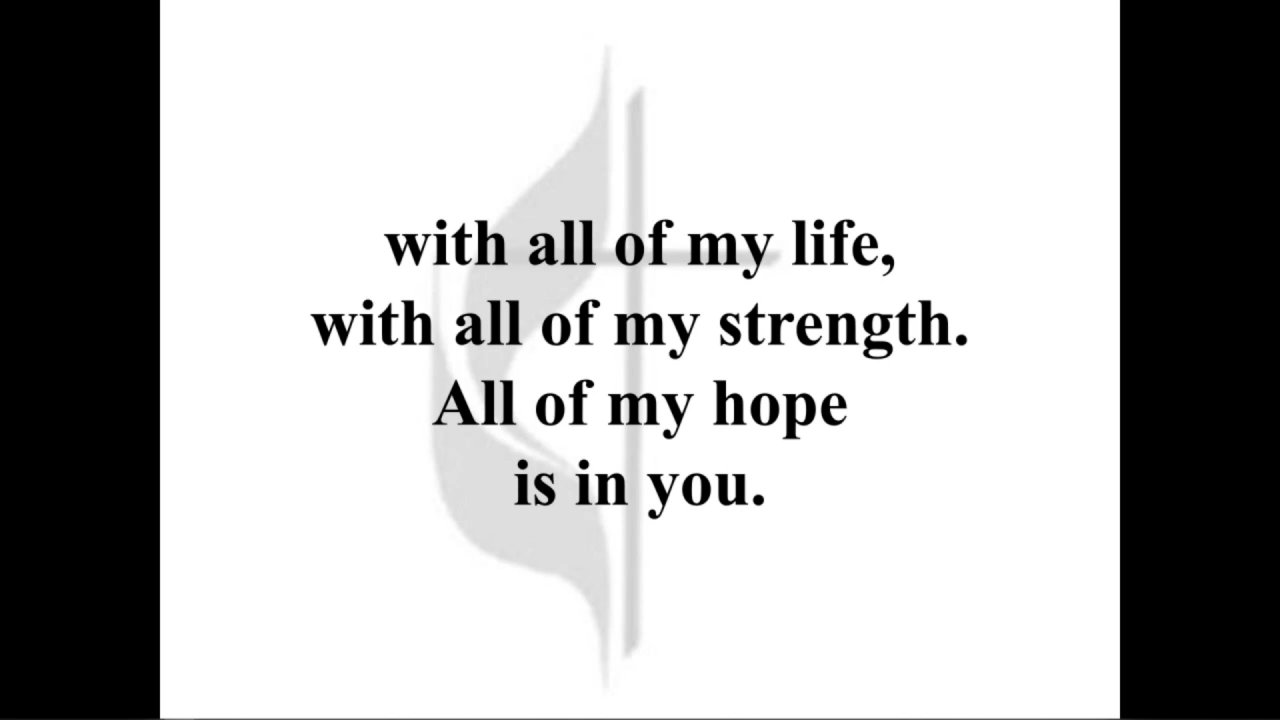 with all of my life,
with all of my strength.
All of my hope
is in you.